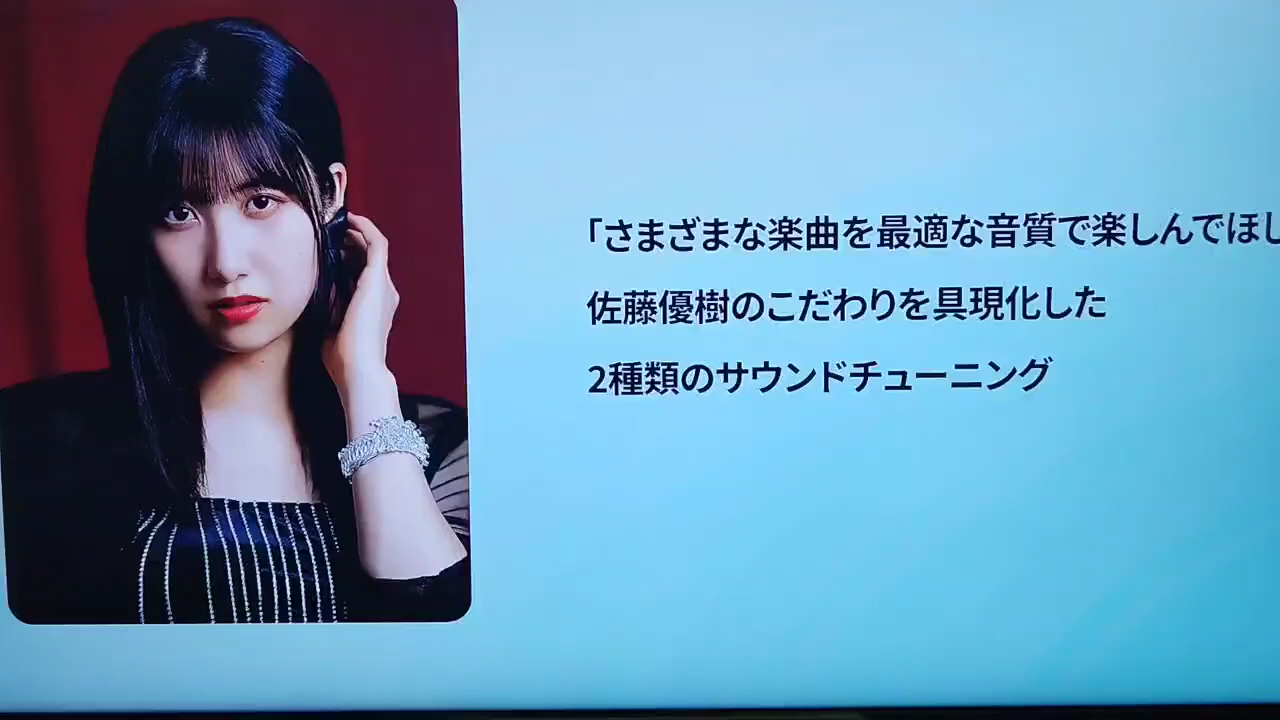 「さまざまな楽曲を最適な音質で楽しんでほし
佐藤優樹のこだわりを具現化した
2種類のサウンドチューニング